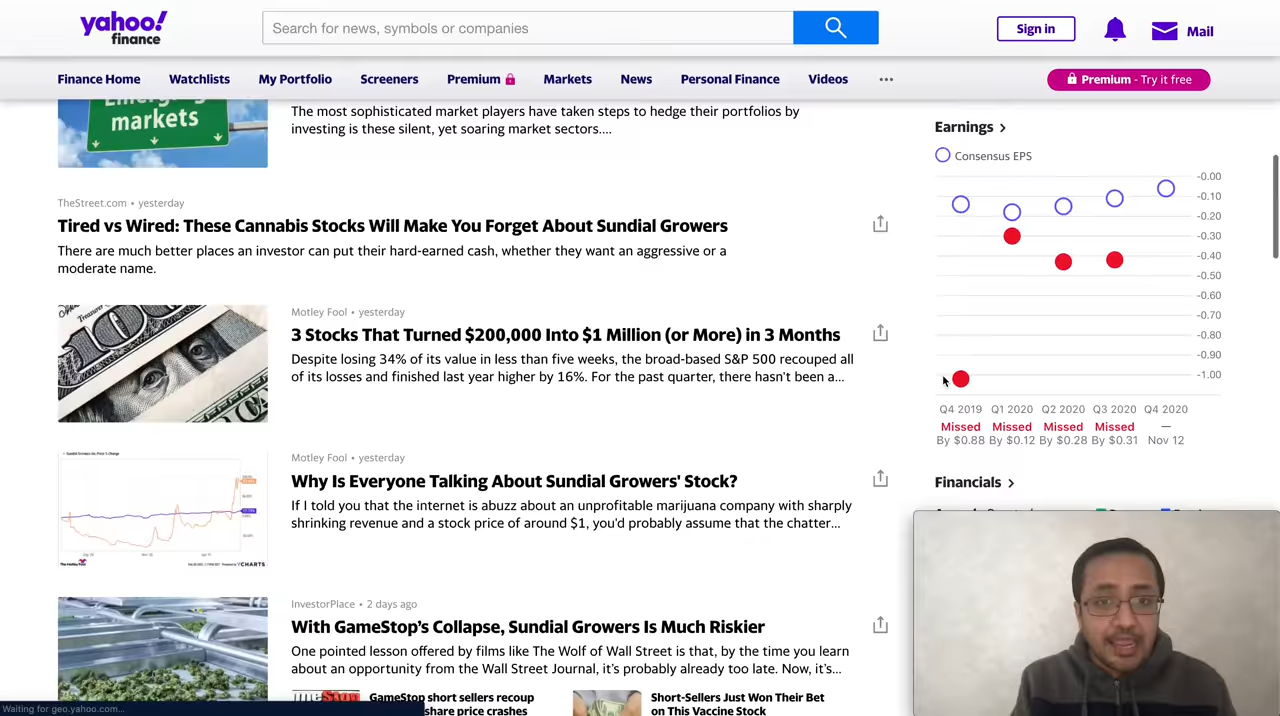 yahoo!
finance
Search for news, symbols or companies
Sign in
Mail
Finance Home
Watchlists
My Portfolio
Screeners
Premium
Markets
News
Personal Finance
Videos
Premium - Try it free
Emerging
markets
The most sophisticated market players have taken steps to hedge their portfolios by
investing is these silent, yet soaring market sectors....
TheStreet.com • yesterday
Tired vs Wired: These Cannabis Stocks Will Make You Forget About Sundial Growers
There are much better places an investor can put their hard-earned cash, whether they want an aggressive or a
moderate name.
Motley Fool • yesterday
3 Stocks That Turned $200,000 Into $1 Million (or More) in 3 Months
Despite losing 34% of its value in less than five weeks, the broad-based S&P 500 recouped all
of its losses and finished last year higher by 16%. For the past quarter, there hasn't been a...
Motley Fool • yesterday
Why Is Everyone Talking About Sundial Growers' Stock?
If I told you that the internet is abuzz about an unprofitable marijuana company with sharply
shrinking revenue and a stock price of around $1, you'd probably assume that the chatter...
YCHARTS
InvestorPlace • 2 days ago
With GameStop's Collapse, Sundial Growers Is Much Riskier
One pointed lesson offered by films like The Wolf of Wall Street is that, by the time you learn
about an opportunity from the Wall Street Journal, it's probably already too late. Now, it's...
GameStop short sellers recoup
share price crashes
Short-Sellers Just Won Their Bet
on This Vaccine Stock
Waiting for geo.yahoo.com...
Earnings
Consensus EPS
-0.00
-0.10
-0.20
-0.30
-0.40
-0.50
-0.60
-0.70
-0.80
-0.90
-1.00
Q4 2019 Q1 2020 Q2 2020 Q3 2020 Q4 2020
Missed Missed Missed Missed —
By $0.88 By $0.12 By $0.28 By $0.31 Nov 12
Financials